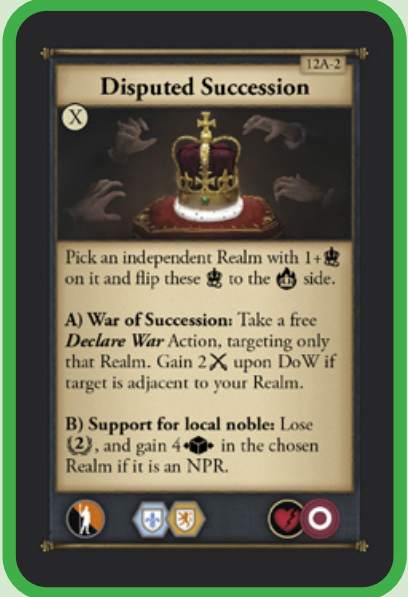 12A-2
Disputed Succession
X
Pick an independent Realm with 1+
on it and flip these to the side.
A) War of Succession: Take a free
Declare War Action, targeting only
that Realm. Gain 2 upon DoW if
target is adjacent to your Realm.
B) Support for local noble: Lose
2, and gain 4 in the chosen
Realm if it is an NPR.